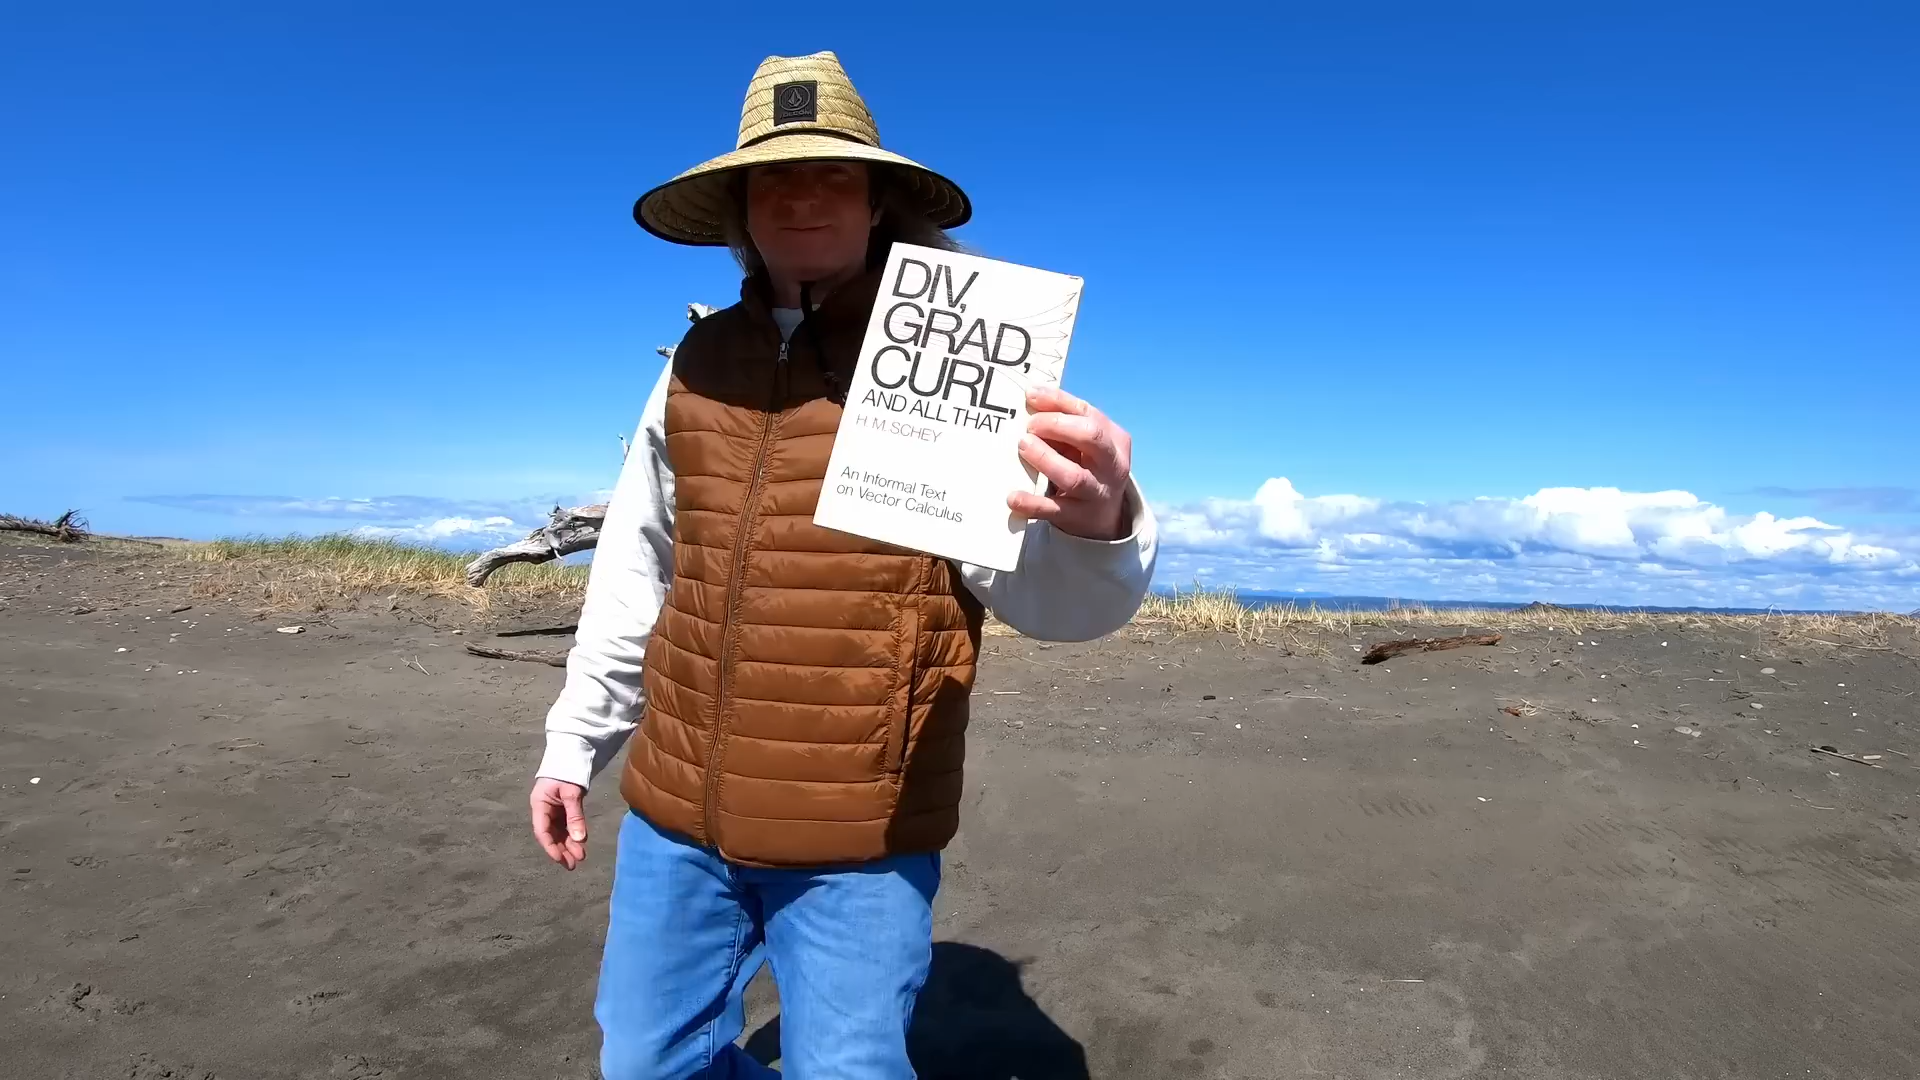 DIV,
GRAD,
CURL,
AND ALL THAT
H. M. SCHEY
An Informal Text
on Vector Calculus